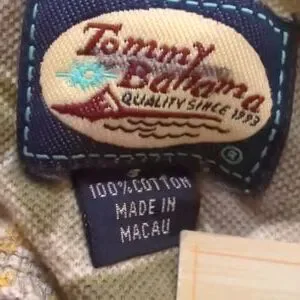 Tommy
Bahama
QUALITY SINCE 1993
®
100% COTTON
MADE IN
MACAU